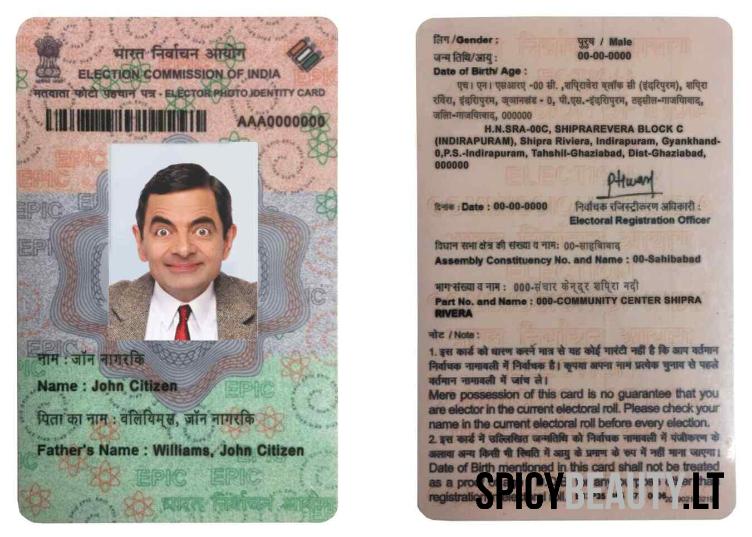 भारत निर्वाचन आयोग
ELECTION COMMISSION OF INDIA
मतदाता फोटो पहचान पत्र - ELECTOR PHOTO IDENTITY CARD
AAA0000000
EPIC
नाम : जॉन नागरकि
Name : John Citizen
पिता का नाम : वलियिम्स, जॉन नागरकि
Father's Name : Williams, John Citizen
EPIC EPIC EPIC
भारत निर्वाचन आयोग
लिंग /Gender : पुरुष / Male
जन्म तिथि/आयु : 00-00-0000
Date of Birth/ Age :
एच। एन। एसआरए -00 सी. ,शपिरावेरा ब्लॉक सी (इंदरिपुरम), शप्रिा
रविरा, इंदरिापुरम, - 0, पी.एस.-इंदरिापुरम, तहसील-गाजयिाबाद,
जलिा-गाजयिाबाद, 000000
H.N.SRA-00C, SHIPRAREVERA BLOCK C
(INDIRAPURAM), Shipra Riviera, Indirapuram, Gyankhand-
0,P.S.-Indirapuram, Tahshil-Ghaziabad, Dist-Ghaziabad,
000000
दिनांक : Date : 00-00-0000 निर्वाचक रजिस्ट्रीकरण अधिकारी :
Electoral Registration Officer
विधान सभा क्षेत्र की संख्या व नाम: 00-साहबिाबाद
Assembly Constituency No. and Name : 00-Sahibabad
भाग संख्या व नाम : 000-संचार केन्द्र शप्रिा नदी
Part No. and Name : 000-COMMUNITY CENTER SHIPRA
RIVERA
नोट / Note :
1. इस कार्ड को धारण करने मात्र से यह कोई गारंटी नहीं है कि आप वर्तमान
निर्वाचक नामावली में निर्वाचक है। कृपया अपना नाम प्रत्येक चुनाव से पहले
वर्तमान नामावली में जांच ले।
Mere possession of this card is no guarantee that you
are elector in the current electoral roll. Please check your
name in the current electoral roll before every election.
2. इस कार्ड में उल्लिखित जन्मतिथि को निर्वाचक नामावली में पंजीकरण के
अलावा अन्य किसी भी स्थिति में आयु के प्रमाण के रुप में नहीं माना जाएगा।
Date of Birth mentioned in this card shall not be treated
as a
registration
SPICYBEAUTY.LT